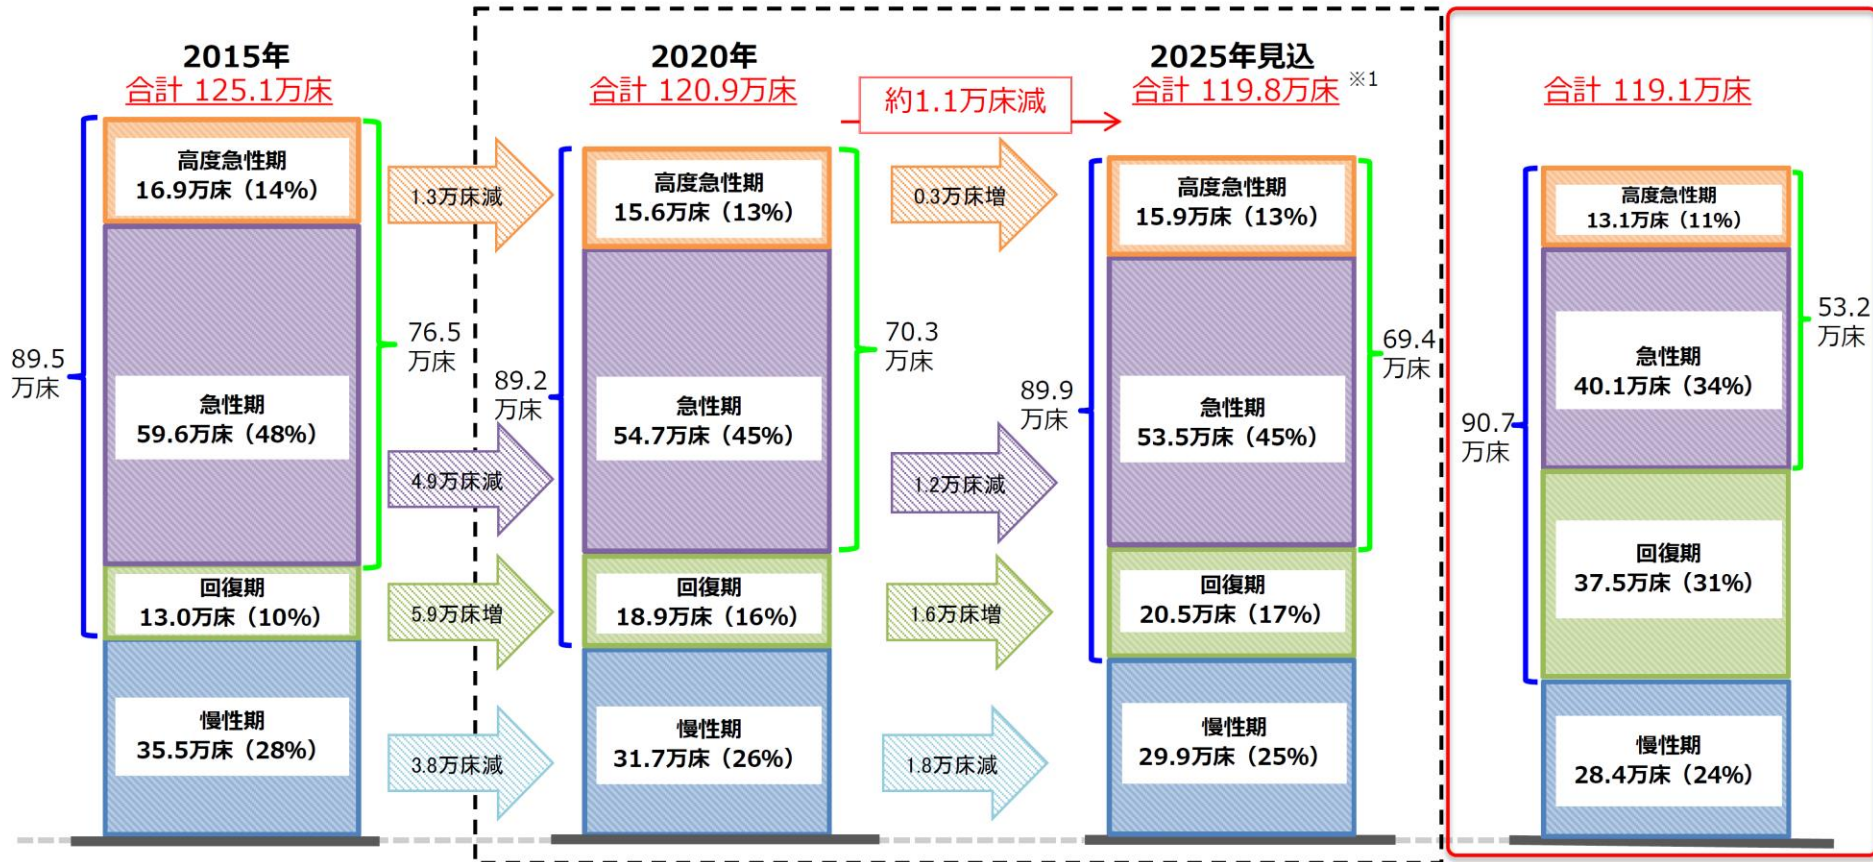 2015年
合計 125.1万床
高度急性期
16.9万床（14%）
急性期
59.6万床（48%）
回復期
13.0万床（10%）
慢性期
35.5万床（28%）
89.5
万床
76.5
万床
1.3万床減
4.9万床減
5.9万床増
3.8万床減
2020年
合計 120.9万床
高度急性期
15.6万床（13%）
急性期
54.7万床（45%）
回復期
18.9万床（16%）
慢性期
31.7万床（26%）
89.2
万床
70.3
万床
約1.1万床減
0.3万床増
1.2万床減
1.6万床増
1.8万床減
2025年見込
合計 119.8万床 ※1
高度急性期
15.9万床（13%）
急性期
53.5万床（45%）
回復期
20.5万床（17%）
慢性期
29.9万床（25%）
89.9
万床
69.4
万床
合計 119.1万床
高度急性期
13.1万床（11%）
急性期
40.1万床（34%）
回復期
37.5万床（31%）
慢性期
28.4万床（24%）
90.7
万床
53.2
万床